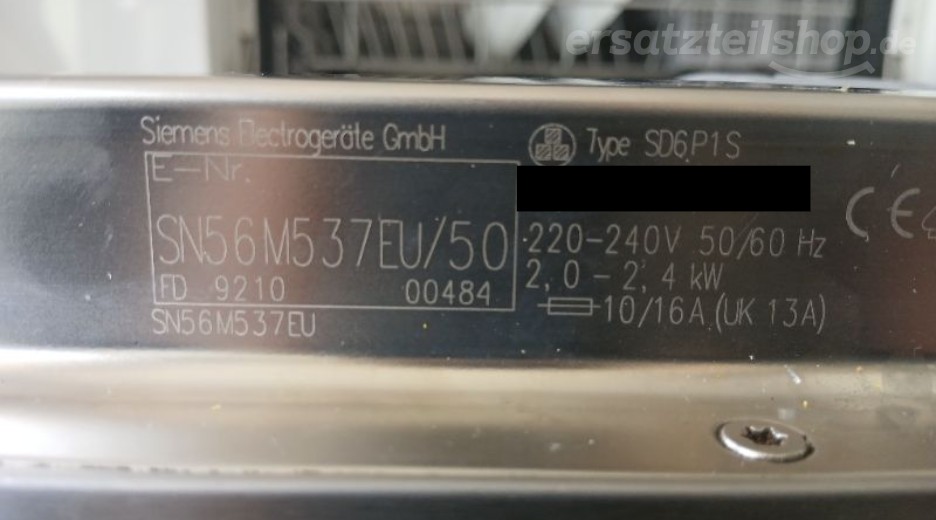 ersatzteilshop.de
Siemens Electrogeräte GmbH
Type SD6P1S
E-Nr.
SN56M537EU/50
220-240V 50/60 Hz
2,0 - 2,4 kW
FD 9210 00484
10/16A (UK 13A)
SN56M537EU
CE